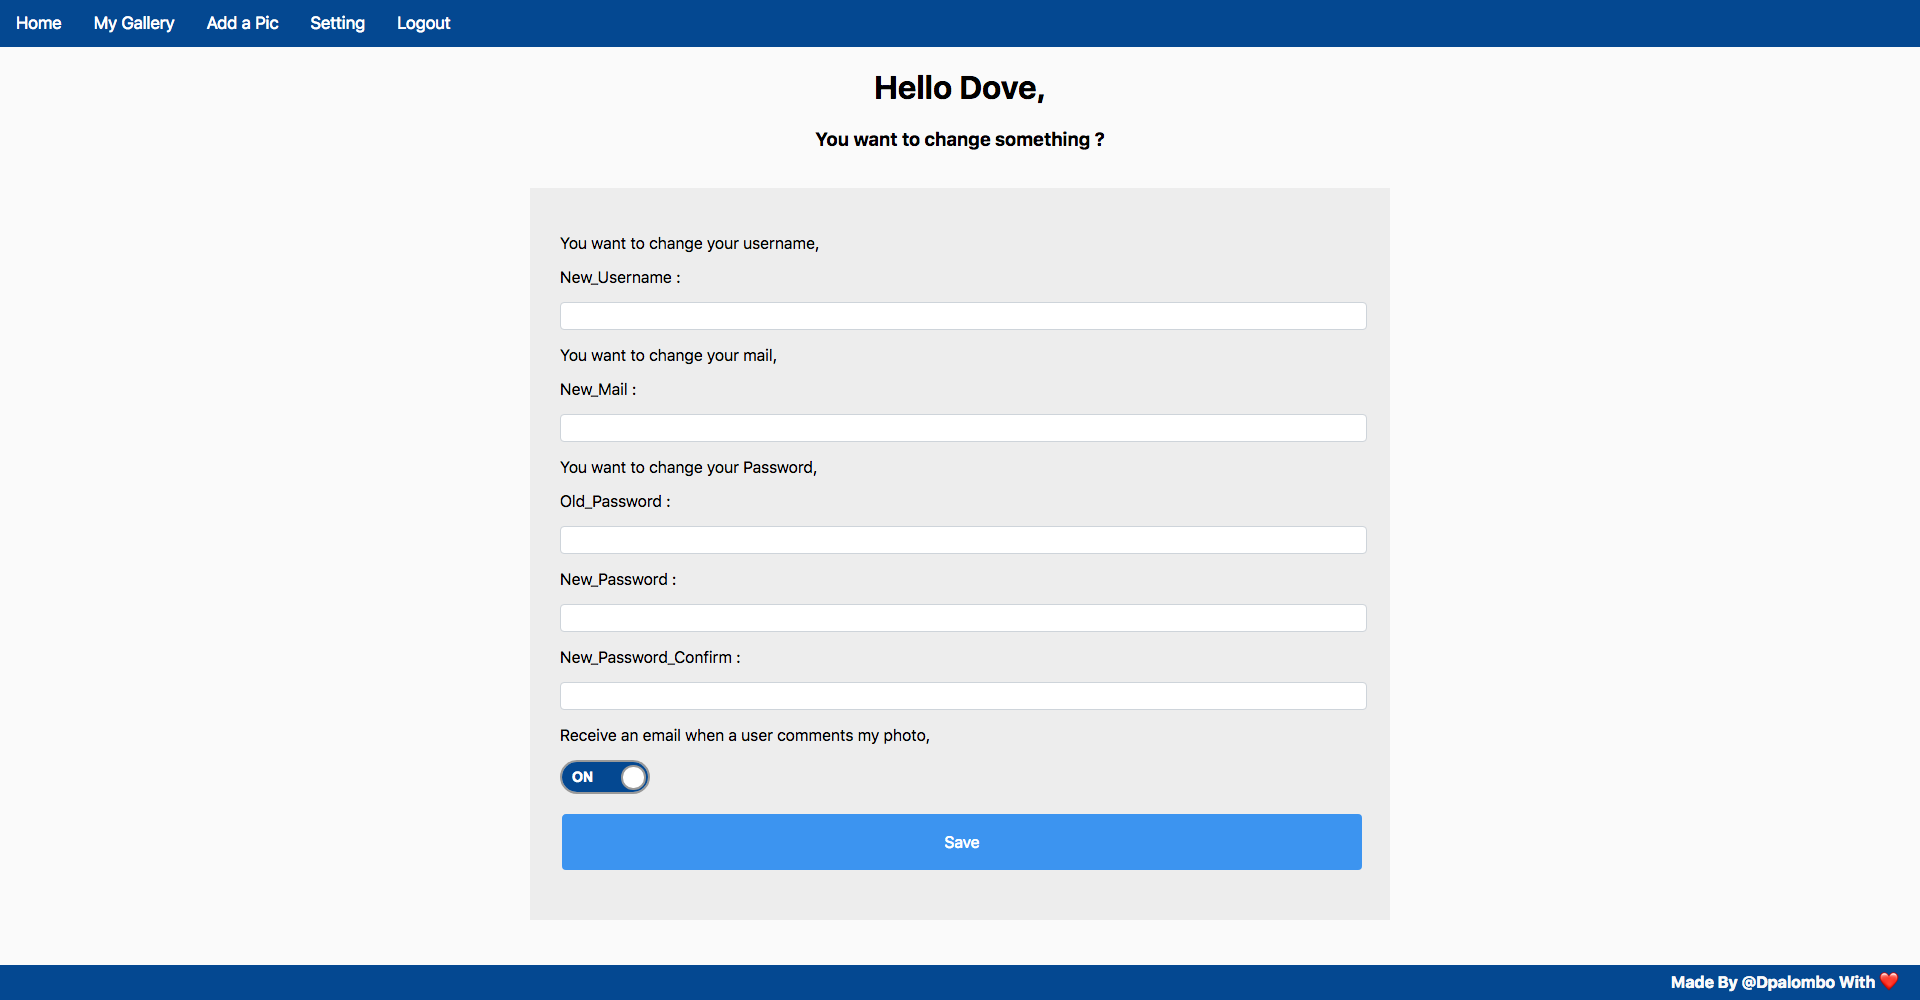 Home My Gallery Add a Pic Setting Logout
Hello Dove,
You want to change something ?
You want to change your username,
New_Username :
You want to change your mail,
New_Mail :
You want to change your Password,
Old_Password :
New_Password :
New_Password_Confirm :
Receive an email when a user comments my photo,
ON
Save
Made By @Dpalombo With ❤️